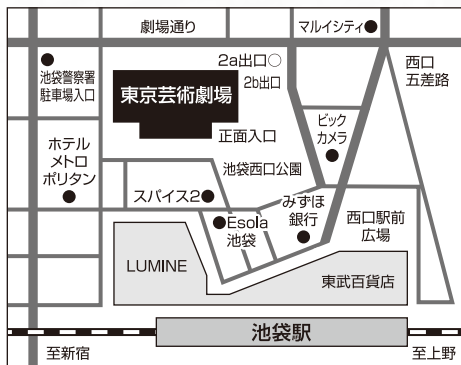 劇場通り
マルイシティ
2a出口
2b出口
西口
五差路
池袋警察署
駐車場入口
東京芸術劇場
正面入口
ビック
カメラ
ホテル
メトロ
ポリタン
池袋西口公園
スパイス2
みずほ
銀行
Esola
池袋
西口駅前
広場
LUMINE
東武百貨店
池袋駅
至新宿
至上野